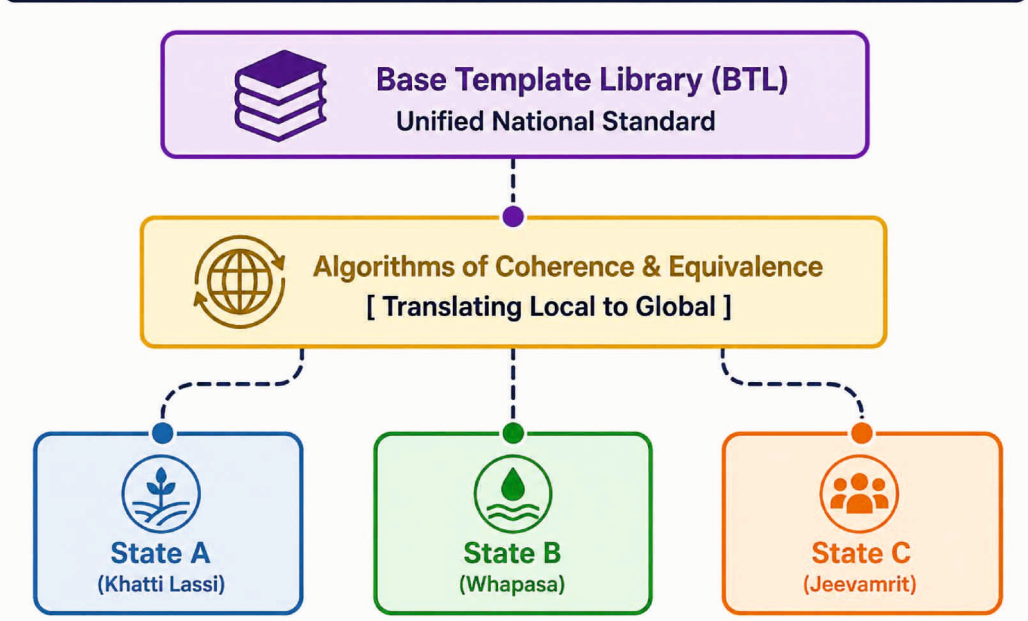 Base Template Library (BTL)
Unified National Standard
Algorithms of Coherence & Equivalence
[ Translating Local to Global ]
State A
(Khatti Lassi)
State B
(Whapasa)
State C
(Jeevamrit)